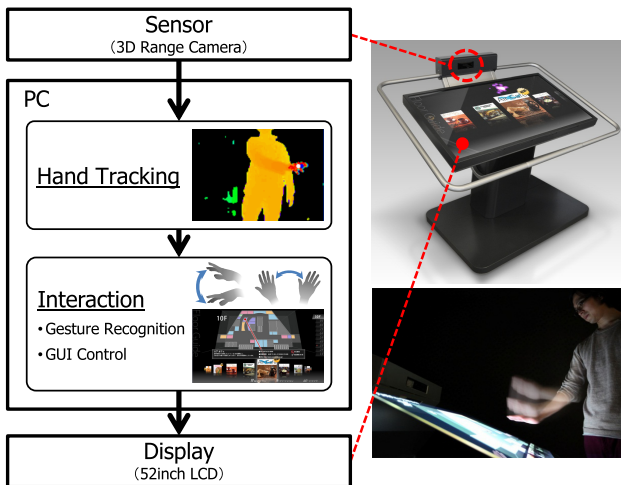 Sensor
（3D Range Camera）
PC
Hand Tracking
Interaction
・Gesture Recognition
・GUI Control
10F
Display
（52inch LCD）